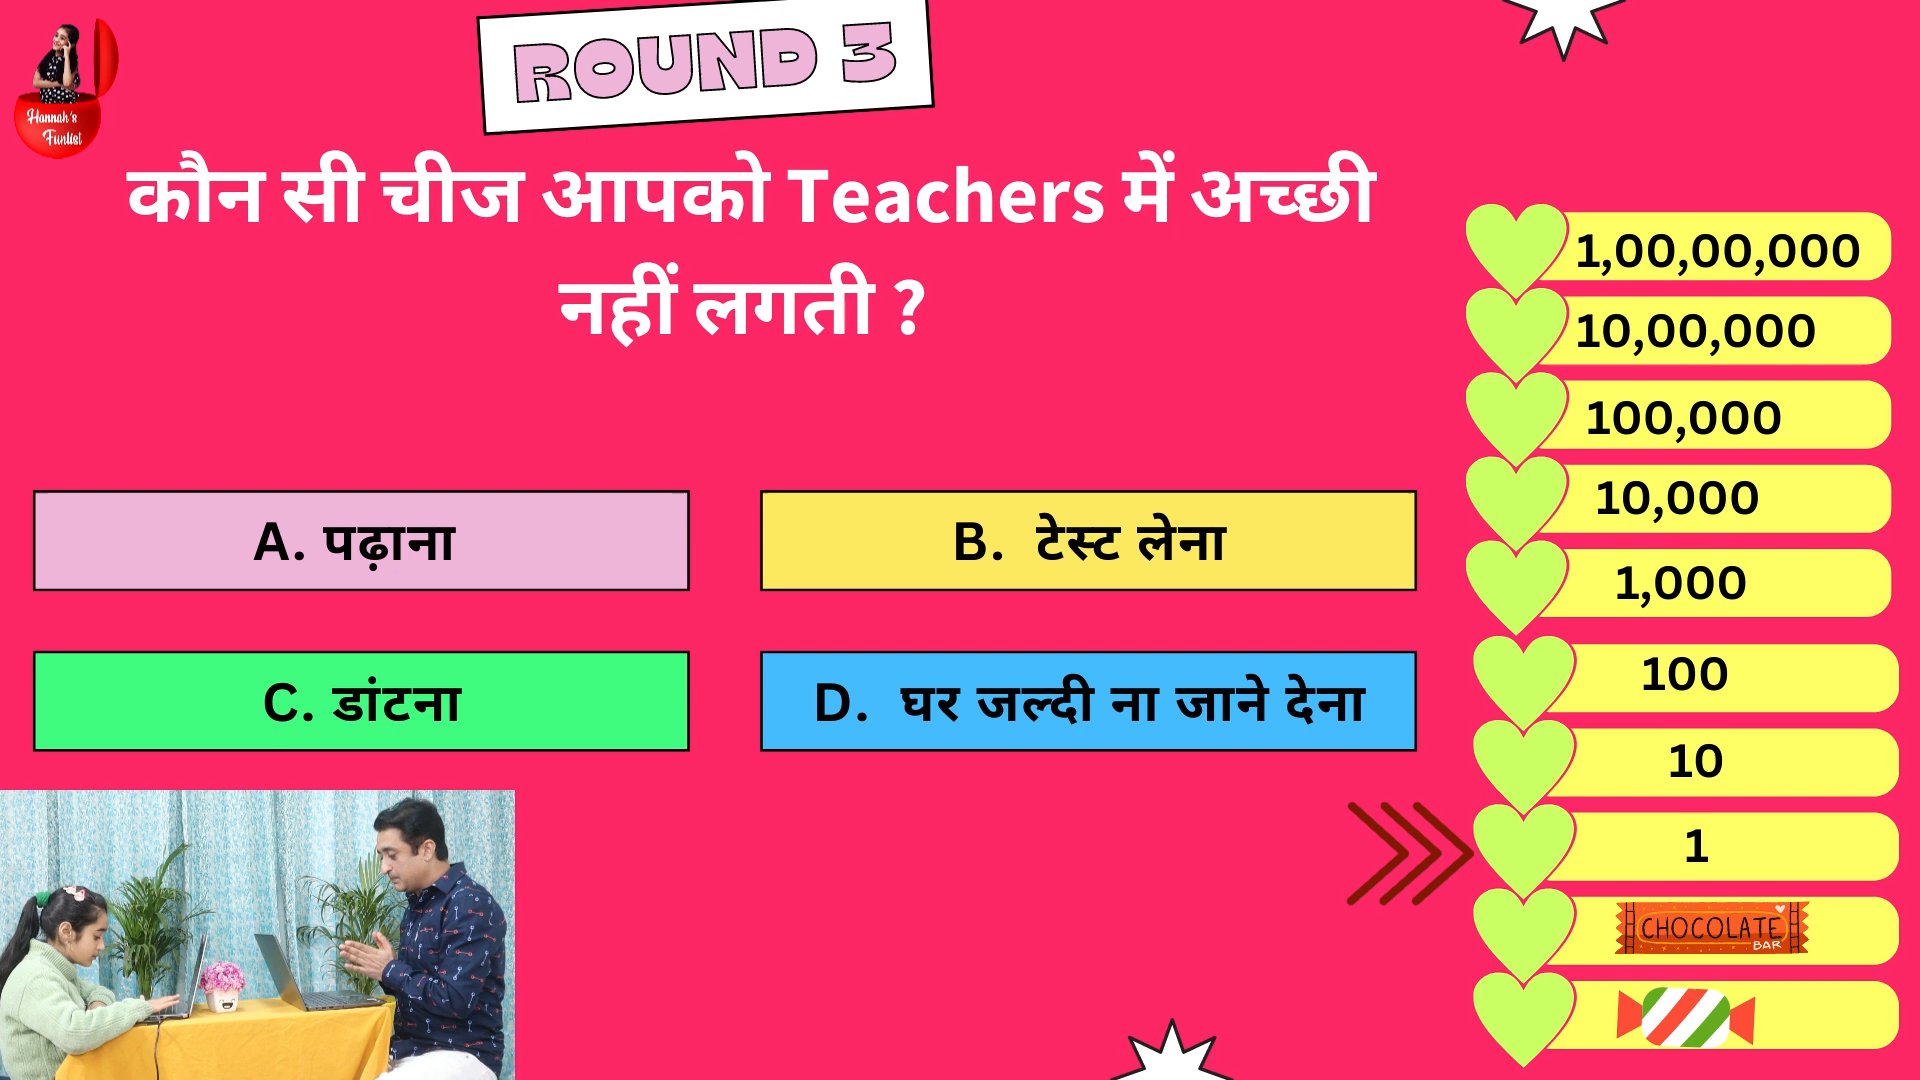 Hannah's
Funlist
ROUND 3
कौन सी चीज आपको Teachers में अच्छी
नहीं लगती ?
A. पढ़ाना
B. टेस्ट लेना
C. डांटना
D. घर जल्दी ना जाने देना
1,00,00,000
10,00,000
100,000
10,000
1,000
100
10
1
CHOCOLATE
BAR